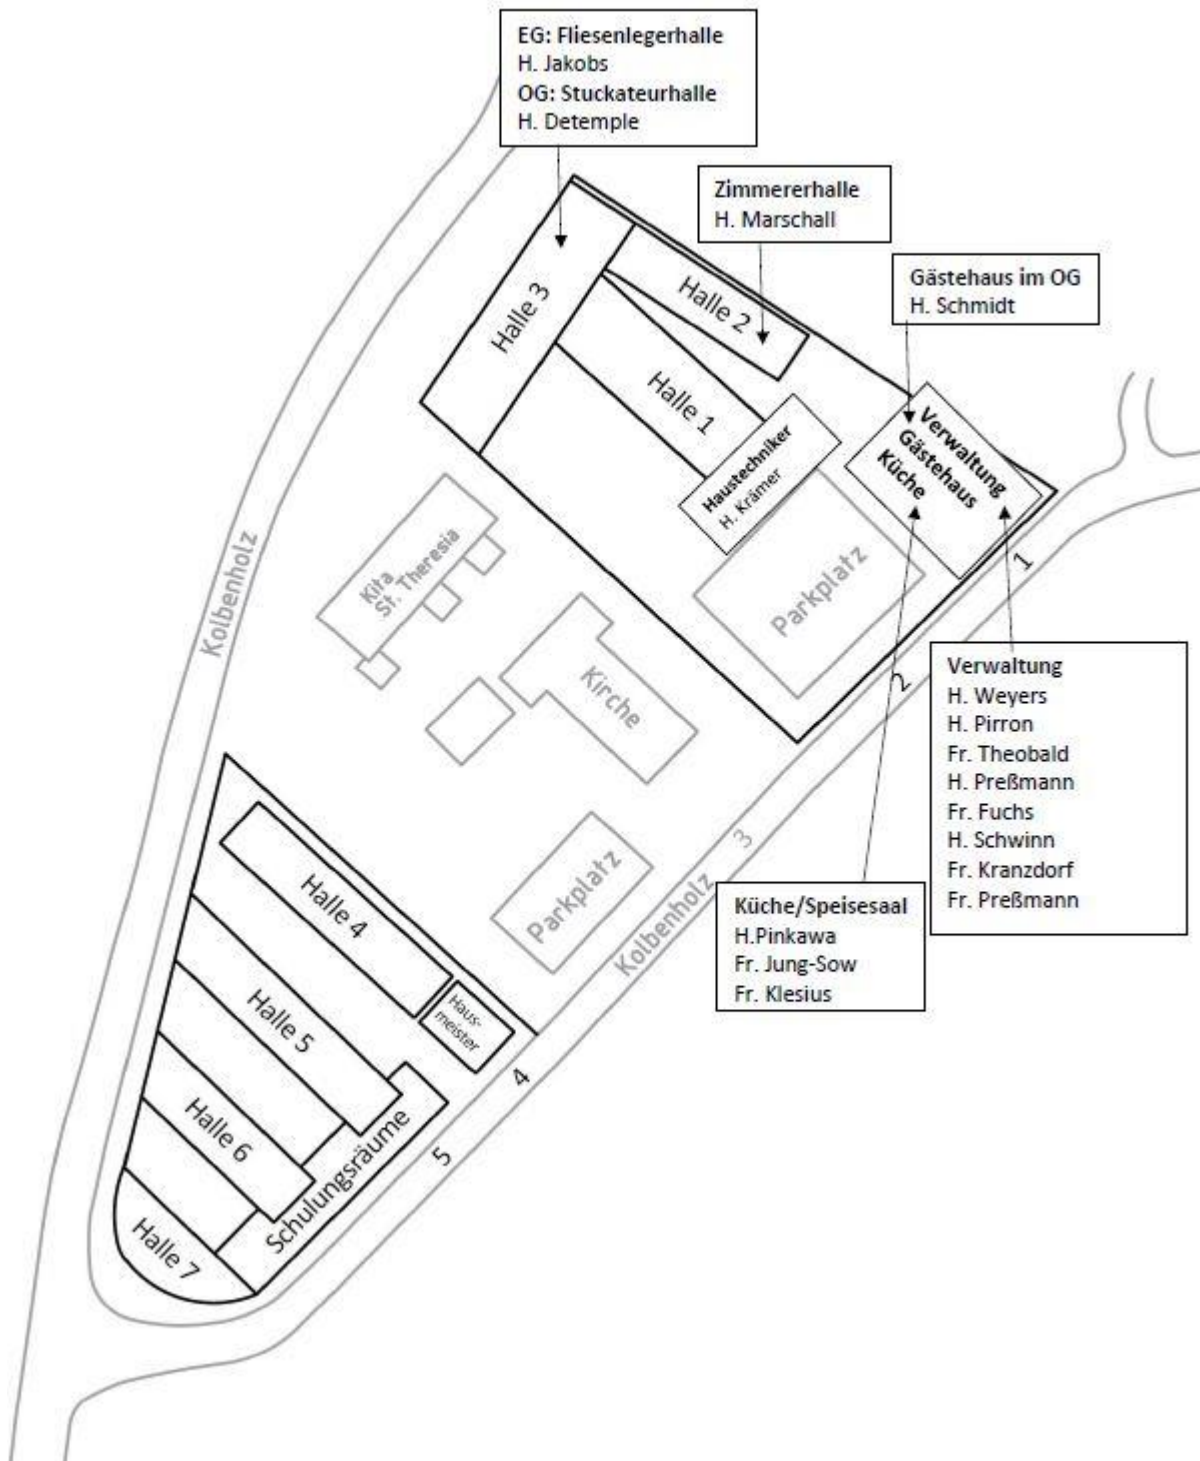 EG: Fliesenlegerhalle
H. Jakobs
OG: Stuckateurhalle
H. Detemple
Zimmererhalle
H. Marschall
Gästehaus im OG
H. Schmidt
Halle 3
Halle 2
Halle 1
Haustechniker
H. Krämer
Verwaltung
Gästehaus
Küche
Parkplatz
1
2
Kolbenholz
Kita
St. Theresia
Kirche
Verwaltung
H. Weyers
H. Pirron
Fr. Theobald
H. Preßmann
Fr. Fuchs
H. Schwinn
Fr. Kranzdorf
Fr. Preßmann
Küche/Speisesaal
H.Pinkawa
Fr. Jung-Sow
Fr. Klesius
Parkplatz
Kolbenholz
3
Halle 4
Haus-
meister
4
Halle 5
5
Halle 6
Schulungsräume
Halle 7